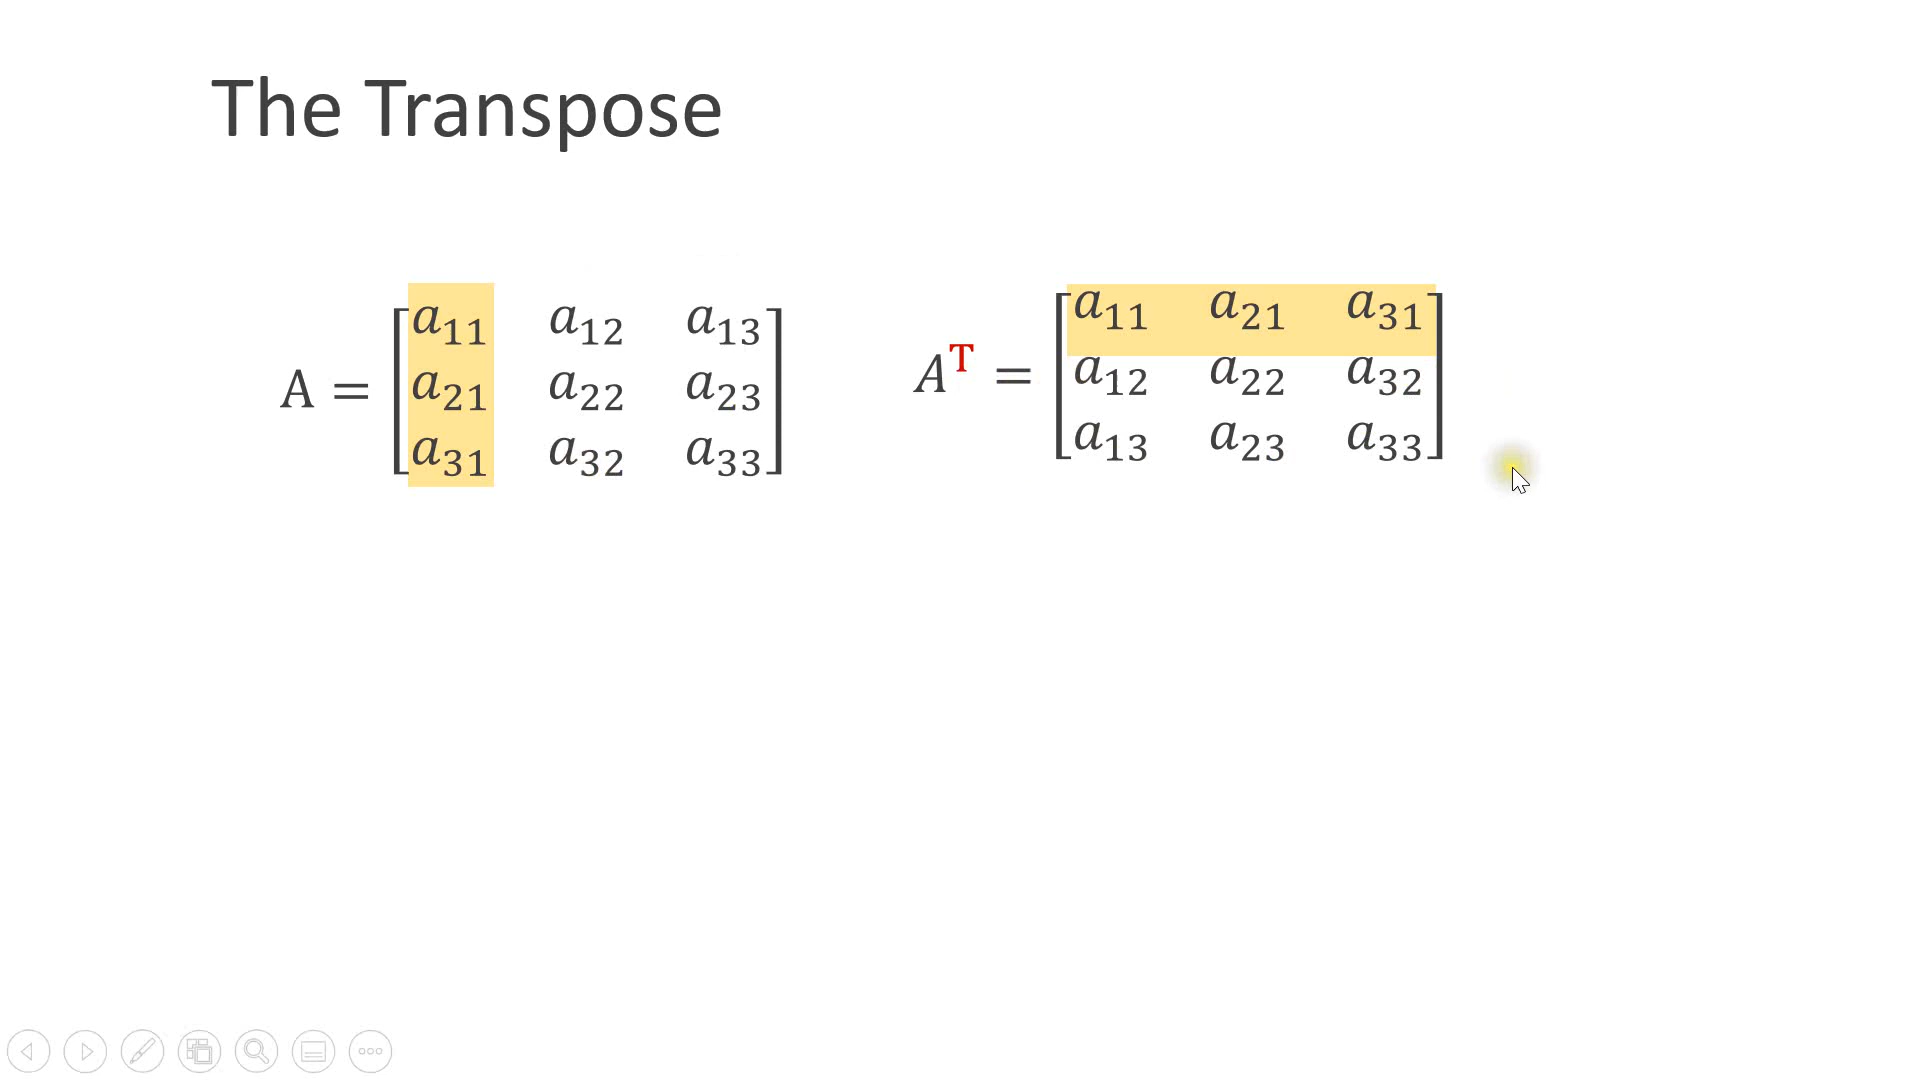 The Transpose
A = [a₁₁ a₁₂ a₁₃
a₂₁ a₂₂ a₂₃
a₃₁ a₃₂ a₃₃]
Aᵀ = [a₁₁ a₂₁ a₃₁
a₁₂ a₂₂ a₃₂
a₁₃ a₂₃ a₃₃]